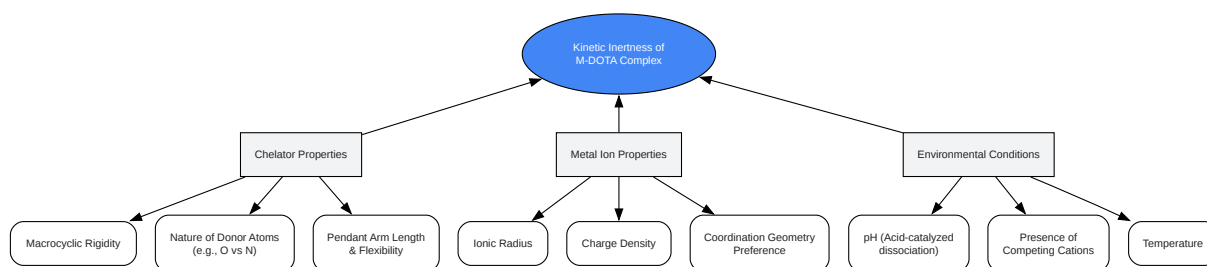 Kinetic Inertness of
M-DOTA Complex
Chelator Properties
Metal Ion Properties
Environmental Conditions
Macrocyclic Rigidity
Nature of Donor Atoms
(e.g., O vs N)
Pendant Arm Length
& Flexibility
Ionic Radius
Charge Density
Coordination Geometry
Preference
pH (Acid-catalyzed
dissociation)
Presence of
Competing Cations
Temperature